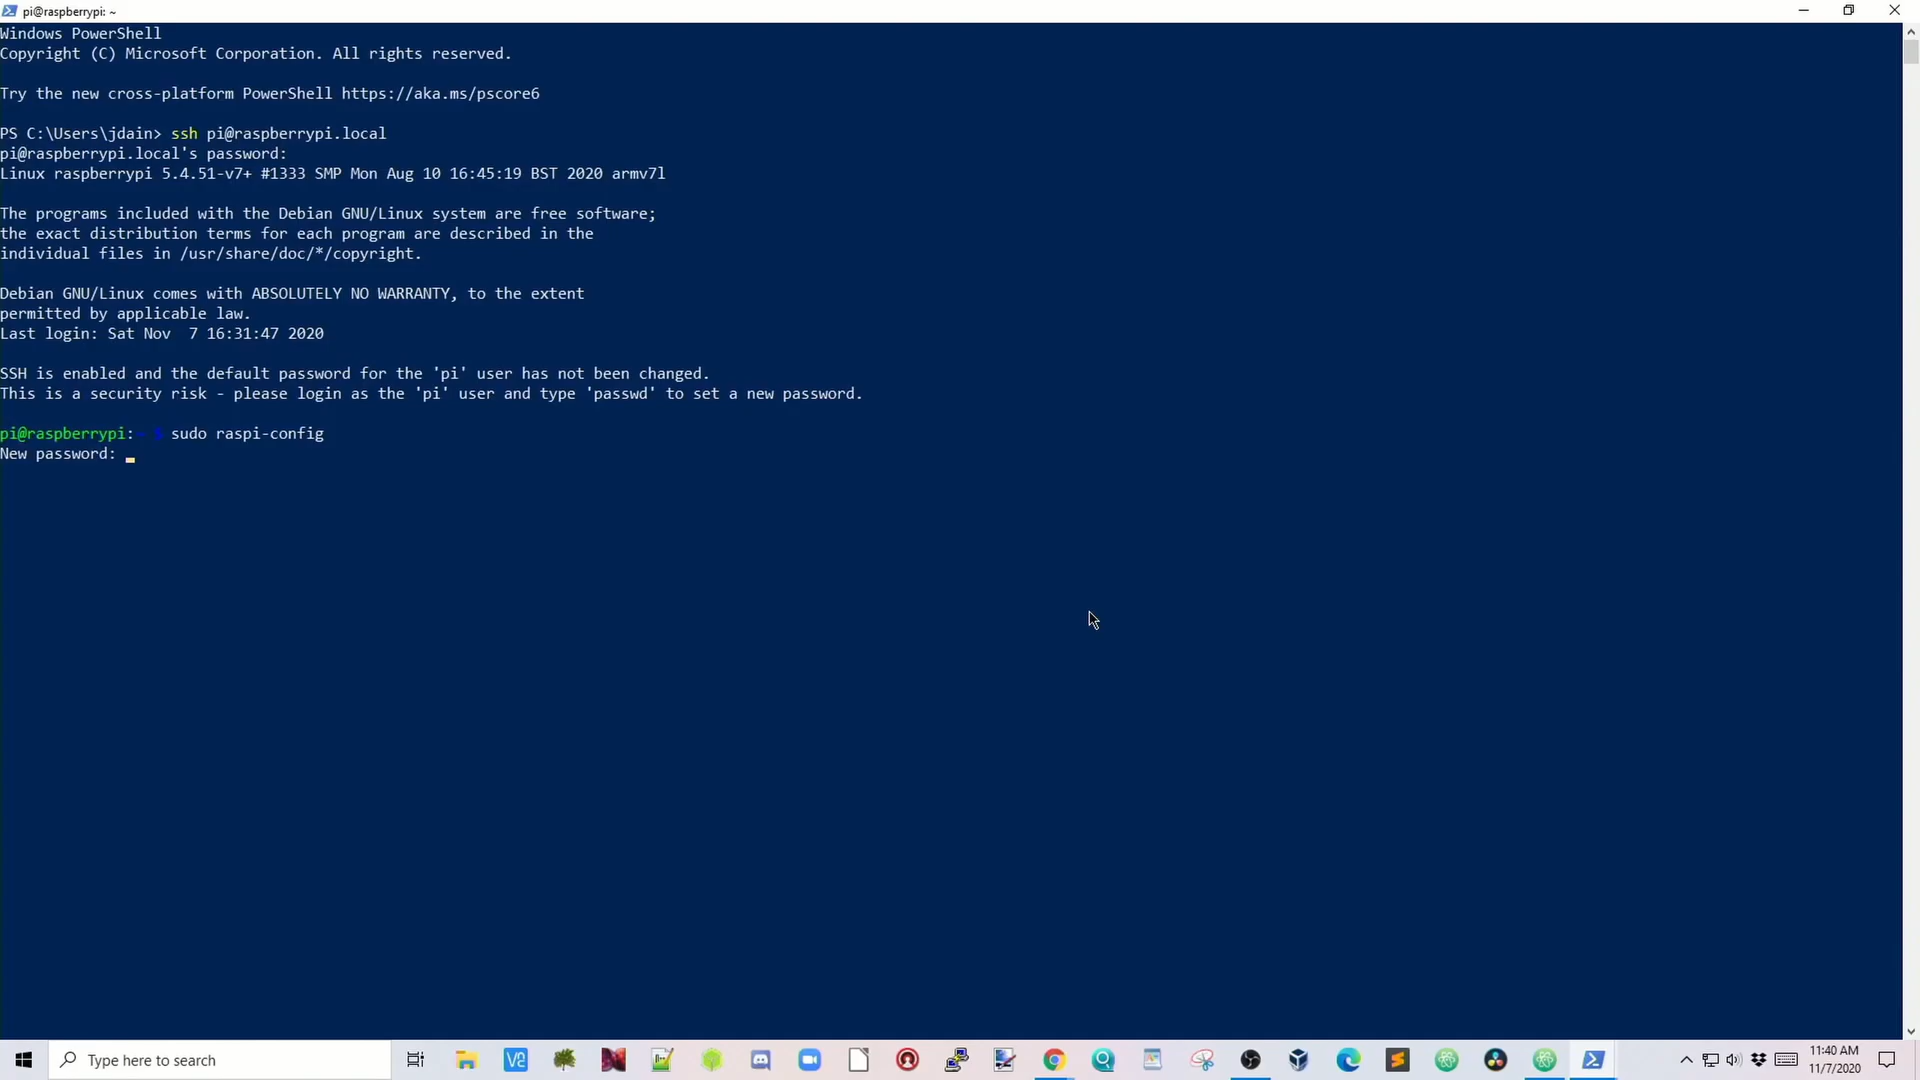 pi@raspberrypi: ~
Windows PowerShell
Copyright (C) Microsoft Corporation. All rights reserved.
Try the new cross-platform PowerShell https://aka.ms/pscore6
PS C:\Users\jdain> ssh pi@raspberrypi.local
pi@raspberrypi.local's password:
Linux raspberrypi 5.4.51-v7+ #1333 SMP Mon Aug 10 16:45:19 BST 2020 armv7l
The programs included with the Debian GNU/Linux system are free software;
the exact distribution terms for each program are described in the
individual files in /usr/share/doc/*/copyright.
Debian GNU/Linux comes with ABSOLUTELY NO WARRANTY, to the extent
permitted by applicable law.
Last login: Sat Nov  7 16:31:47 2020
SSH is enabled and the default password for the 'pi' user has not been changed.
This is a security risk - please login as the 'pi' user and type 'passwd' to set a new password.
pi@raspberrypi:~ $ sudo raspi-config
New password:
Type here to search
11:40 AM
11/7/2020